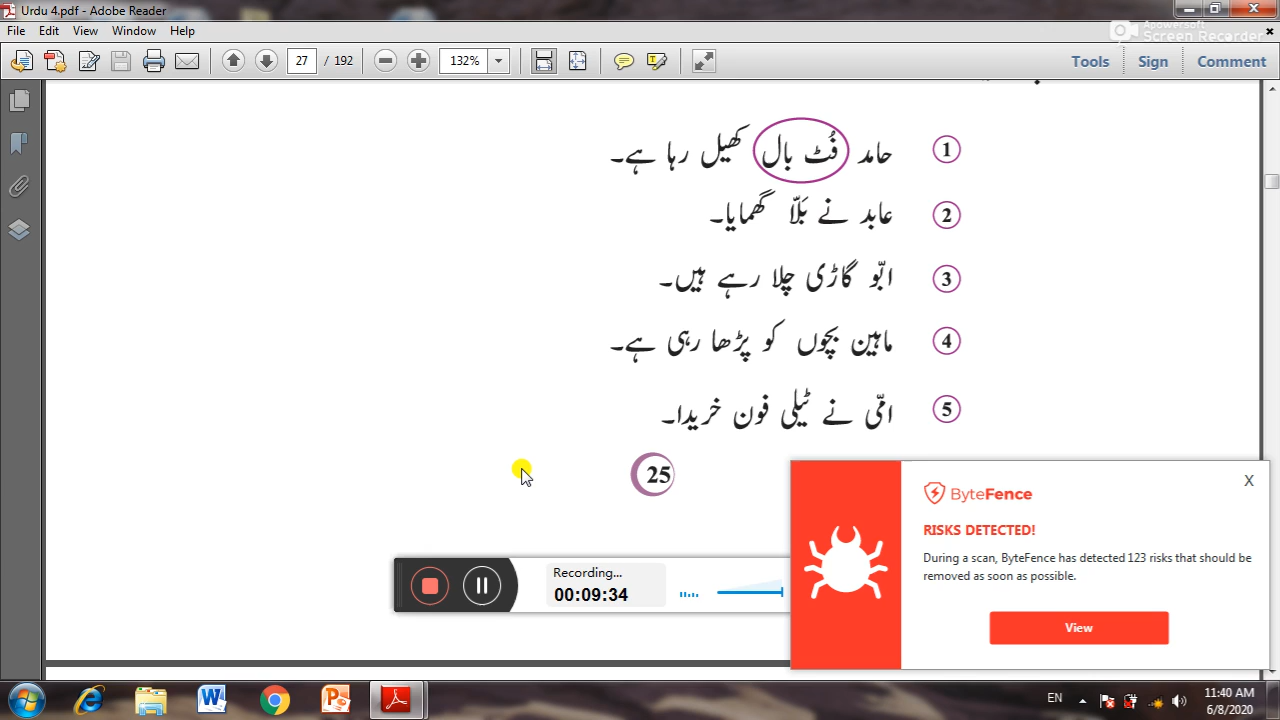 Urdu 4.pdf - Adobe Reader
File Edit View Window Help
Apowersoft
Screen Recorder
27 / 192 132% Tools Sign Comment
1 حامد فُٹ بال کھیل رہا ہے۔
2 عابد نے بَلّا گھمایا۔
3 ابّو گاڑی چلا رہے ہیں۔
4 ماہین بچوں کو پڑھا رہی ہے۔
5 امّی نے ٹیلی فون خریدا۔
25
ByteFence X
RISKS DETECTED!
During a scan, ByteFence has detected 123 risks that should be
removed as soon as possible.
View
Recording...
00:09:34
EN 11:40 AM
6/8/2020